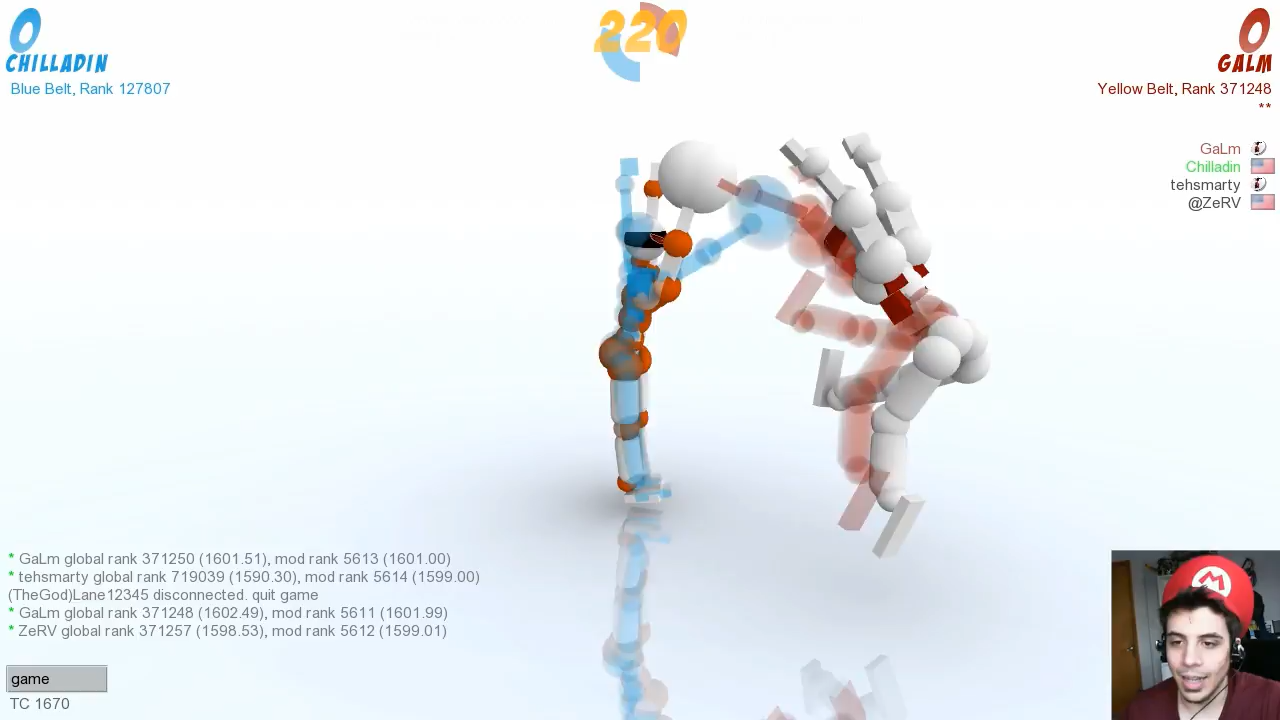 0
CHILLADIN
Blue Belt, Rank 127807
220
0
GALM
Yellow Belt, Rank 371248
**
GaLm
Chilladin
tehsmarty
@ZeRV
* GaLm global rank 371250 (1601.51), mod rank 5613 (1601.00)
* tehsmarty global rank 719039 (1590.30), mod rank 5614 (1599.00)
(TheGod)Lane12345 disconnected. quit game
* GaLm global rank 371248 (1602.49), mod rank 5611 (1601.99)
* ZeRV global rank 371257 (1598.53), mod rank 5612 (1599.01)
game
TC 1670
M